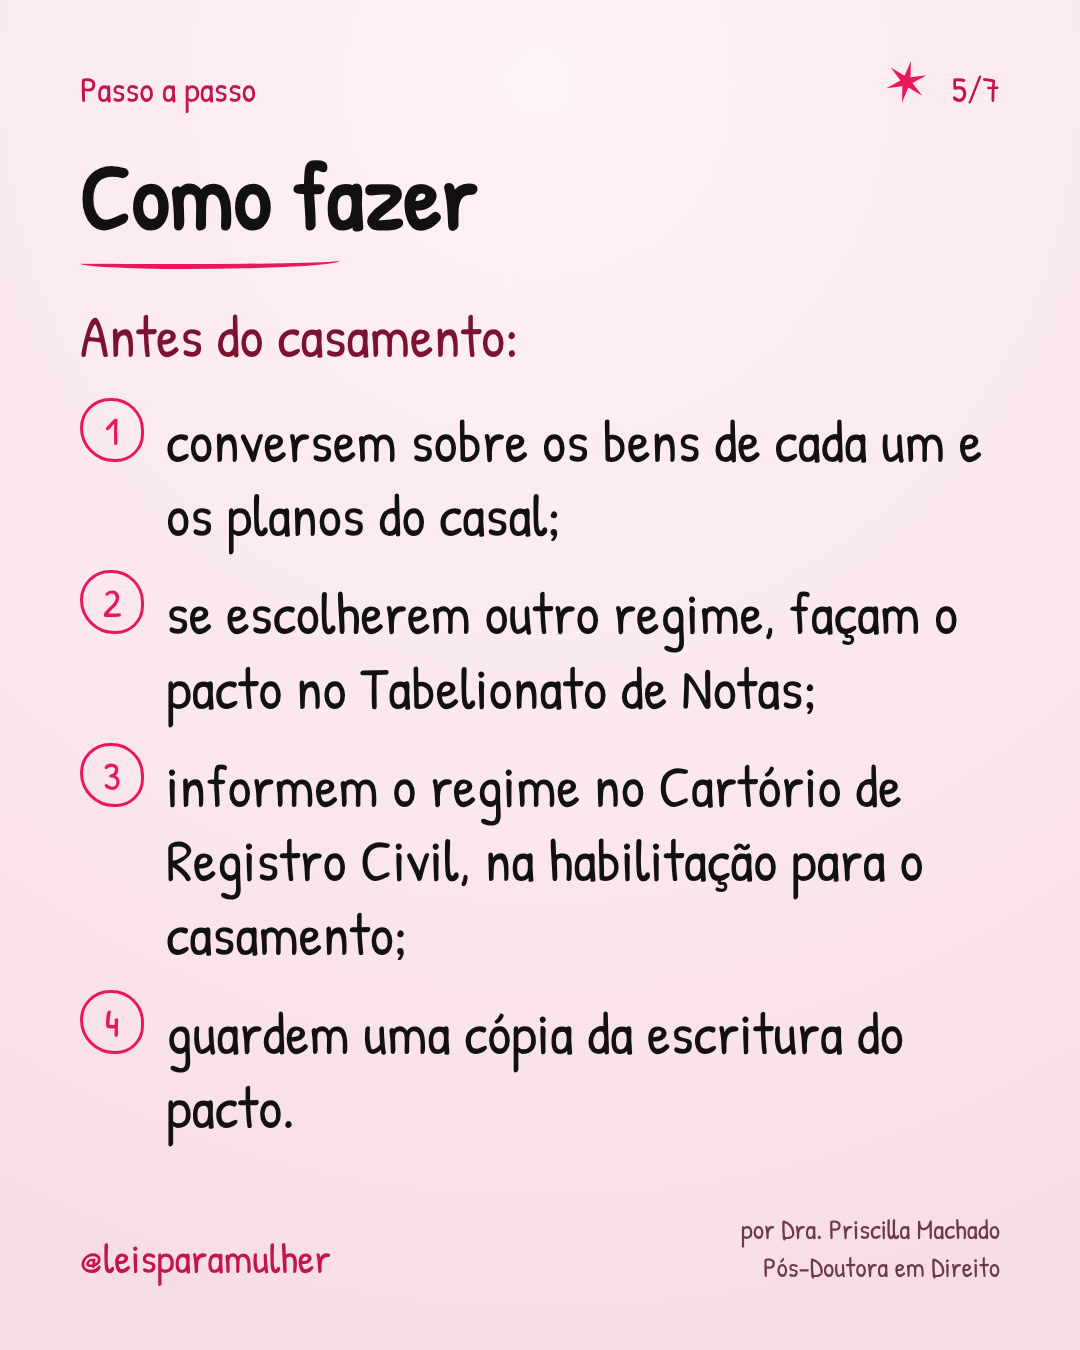 Passo a passo
5/7
Como fazer
Antes do casamento:
1 conversem sobre os bens de cada um e
os planos do casal;
2 se escolherem outro regime, façam o
pacto no Tabelionato de Notas;
3 informem o regime no Cartório de
Registro Civil, na habilitação para o
casamento;
4 guardem uma cópia da escritura do
pacto.
@leisparamulher
por Dra. Priscilla Machado
Pós-Doutora em Direito